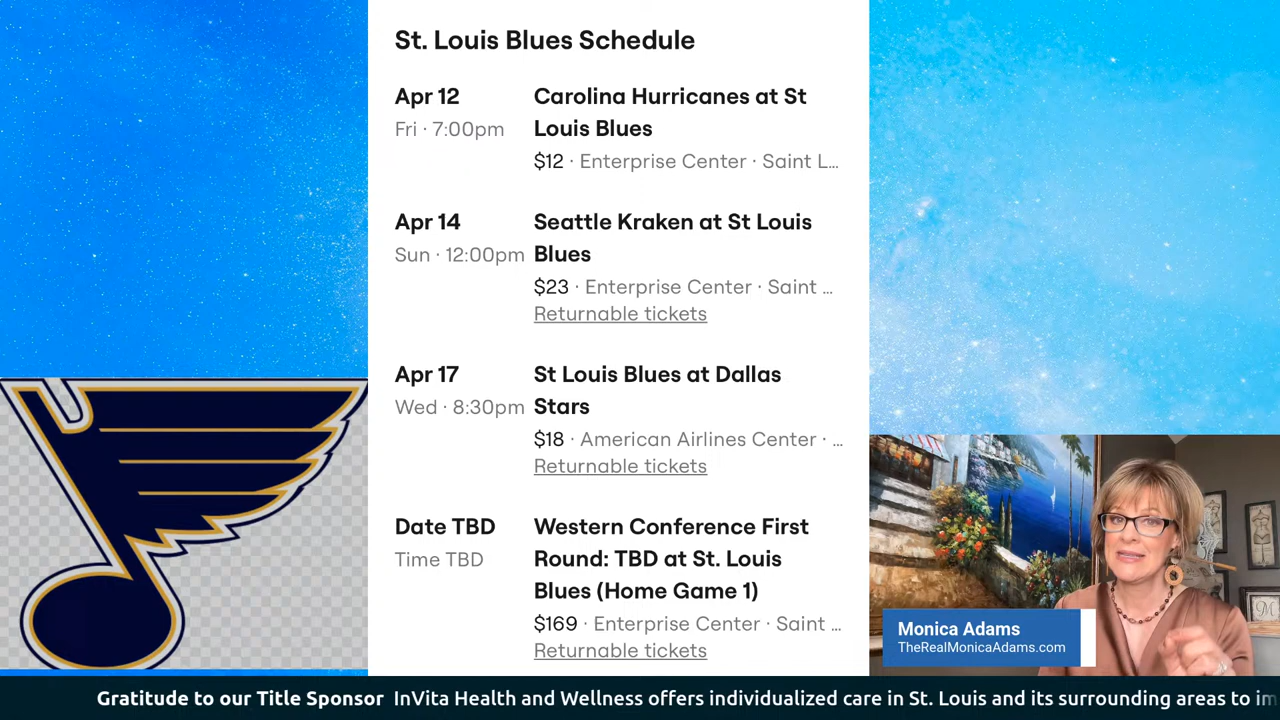 St. Louis Blues Schedule
Apr 12
Fri · 7:00pm
Carolina Hurricanes at St
Louis Blues
$12 · Enterprise Center · Saint L...
Apr 14
Sun · 12:00pm
Seattle Kraken at St Louis
Blues
$23 · Enterprise Center · Saint ...
Returnable tickets
Apr 17
Wed · 8:30pm
St Louis Blues at Dallas
Stars
$18 · American Airlines Center · ...
Returnable tickets
Date TBD
Time TBD
Western Conference First
Round: TBD at St. Louis
Blues (Home Game 1)
$169 · Enterprise Center · Saint ...
Returnable tickets
Monica Adams
TheRealMonicaAdams.com
Gratitude to our Title Sponsor InVita Health and Wellness offers individualized care in St. Louis and its surrounding areas to